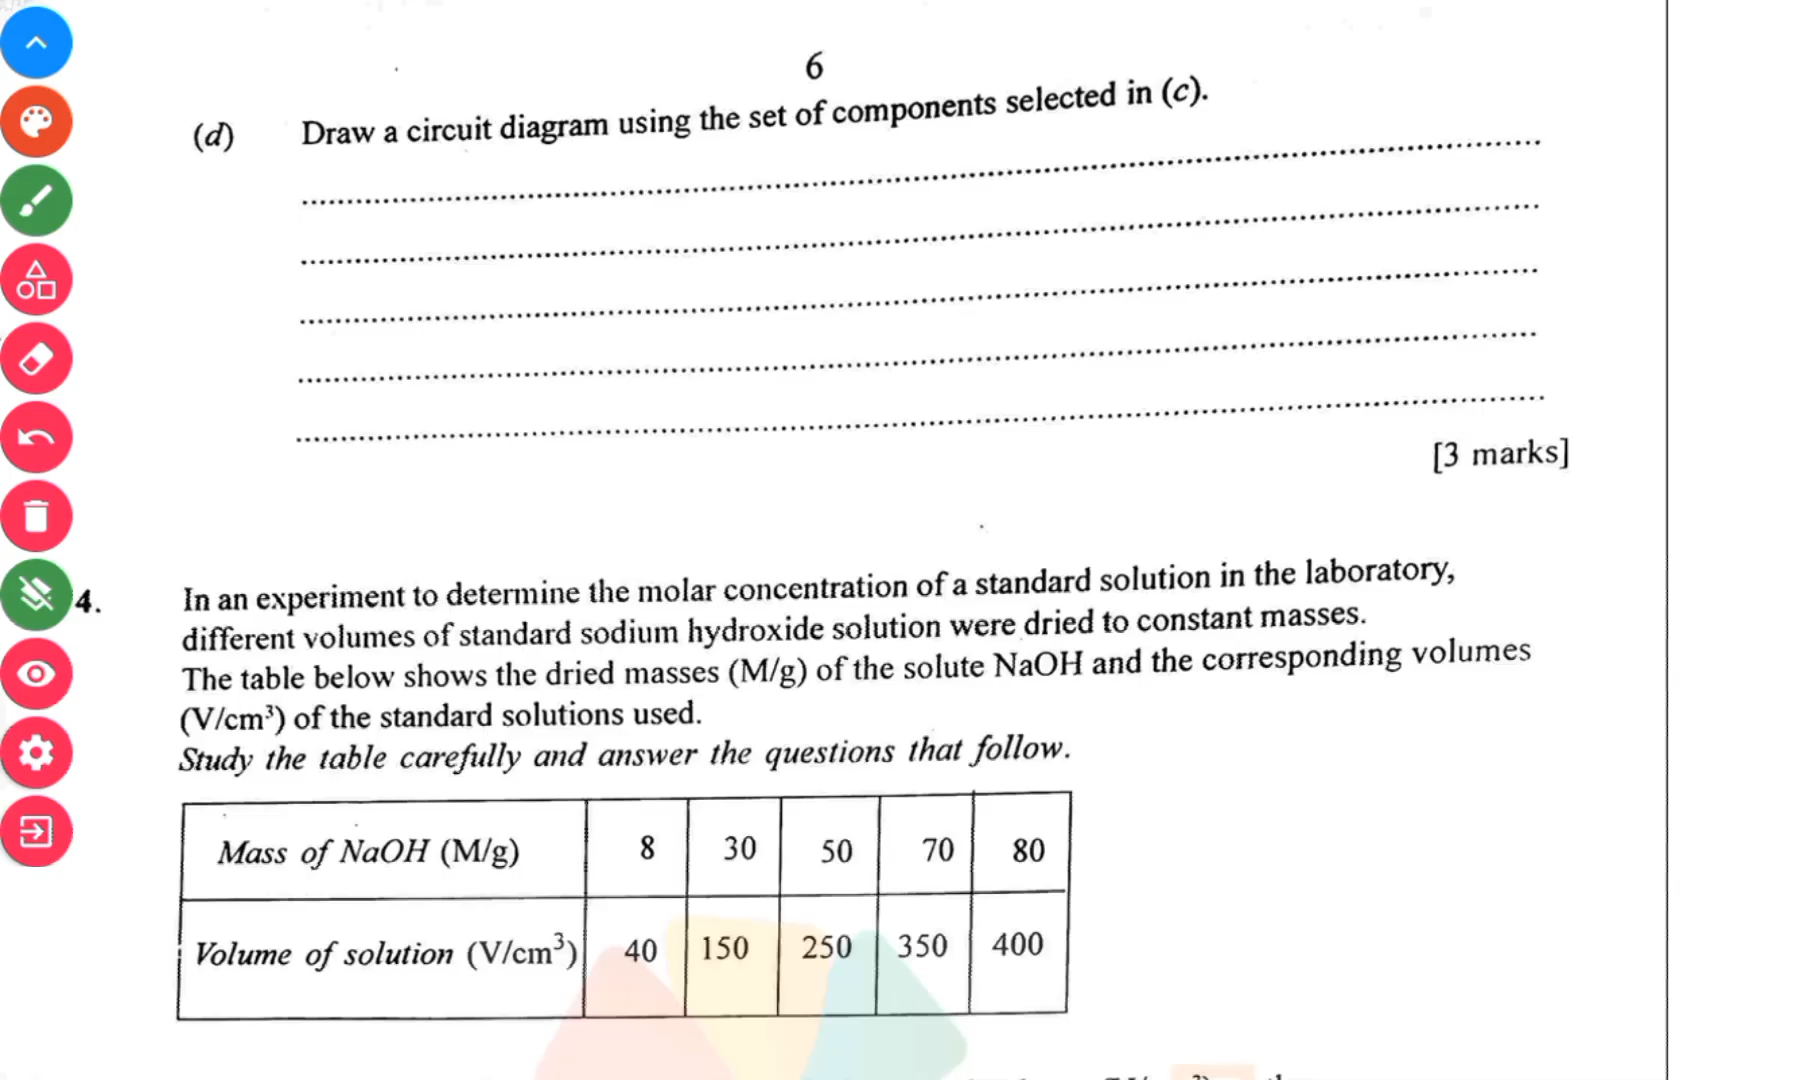 6
(d) Draw a circuit diagram using the set of components selected in (c).
[3 marks]
4. In an experiment to determine the molar concentration of a standard solution in the laboratory,
different volumes of standard sodium hydroxide solution were dried to constant masses.
The table below shows the dried masses (M/g) of the solute NaOH and the corresponding volumes
(V/cm³) of the standard solutions used.
Study the table carefully and answer the questions that follow.
Mass of NaOH (M/g) 8 30 50 70 80
Volume of solution (V/cm³) 40 150 250 350 400